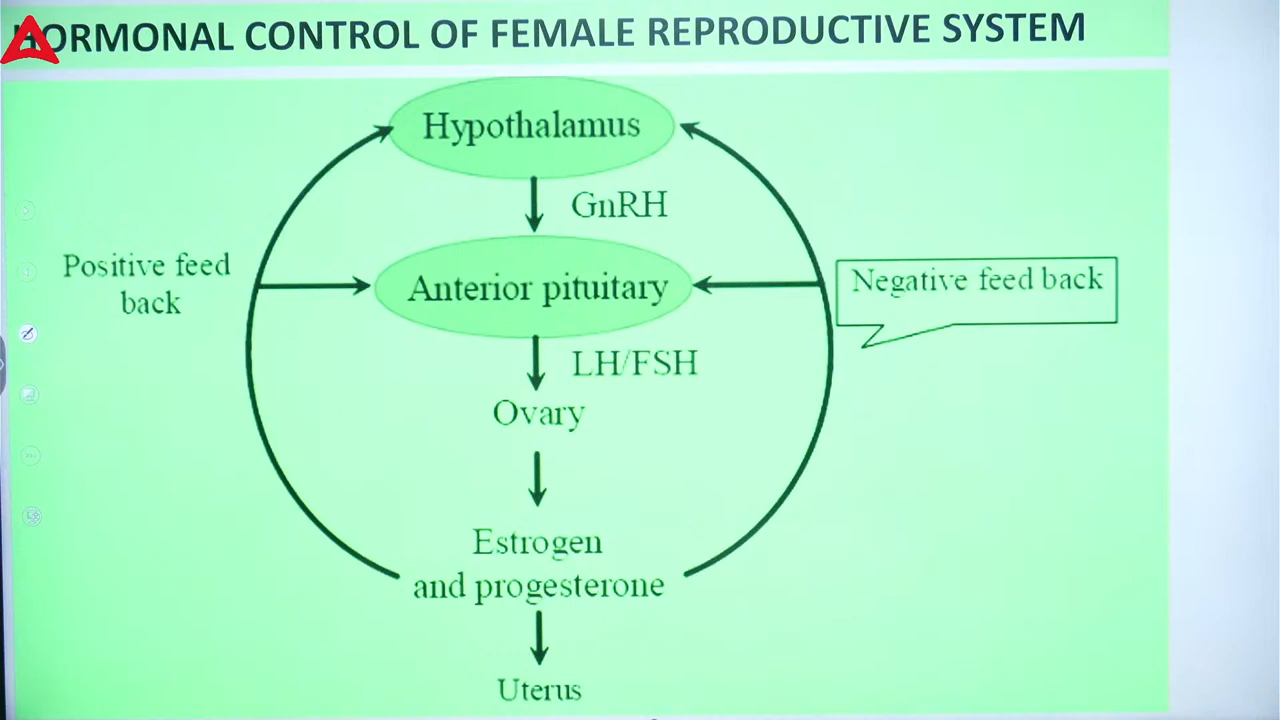 HORMONAL CONTROL OF FEMALE REPRODUCTIVE SYSTEM
Hypothalamus
GnRH
Positive feed
back
Anterior pituitary
Negative feed back
LH/FSH
Ovary
Estrogen
and progesterone
Uterus